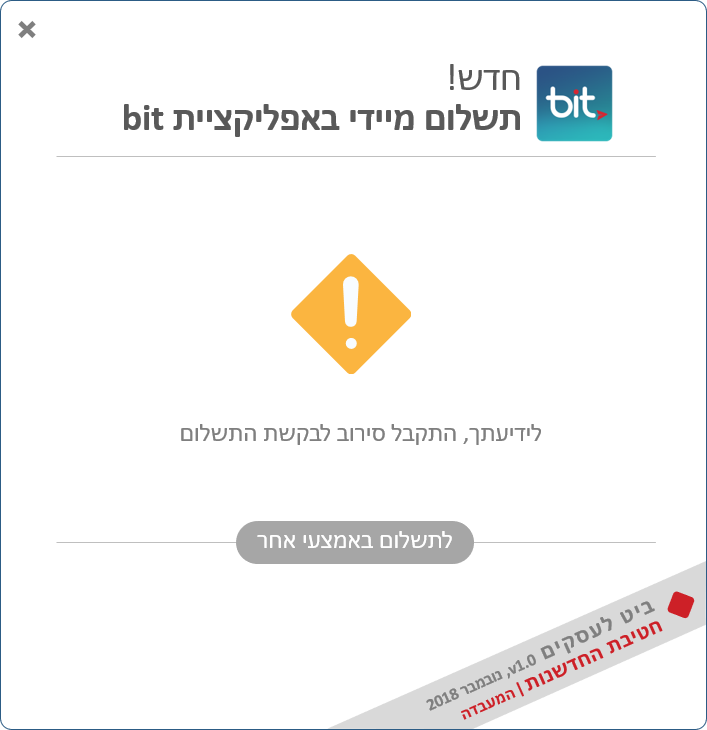 חדש!
bit
תשלום מיידי באפליקציית bit
לידיעתך, התקבל סירוב לבקשת התשלום
לתשלום באמצעי אחר
ביט לעסקים v1.0, נובמבר 2018
חטיבת החדשנות | המעבדה